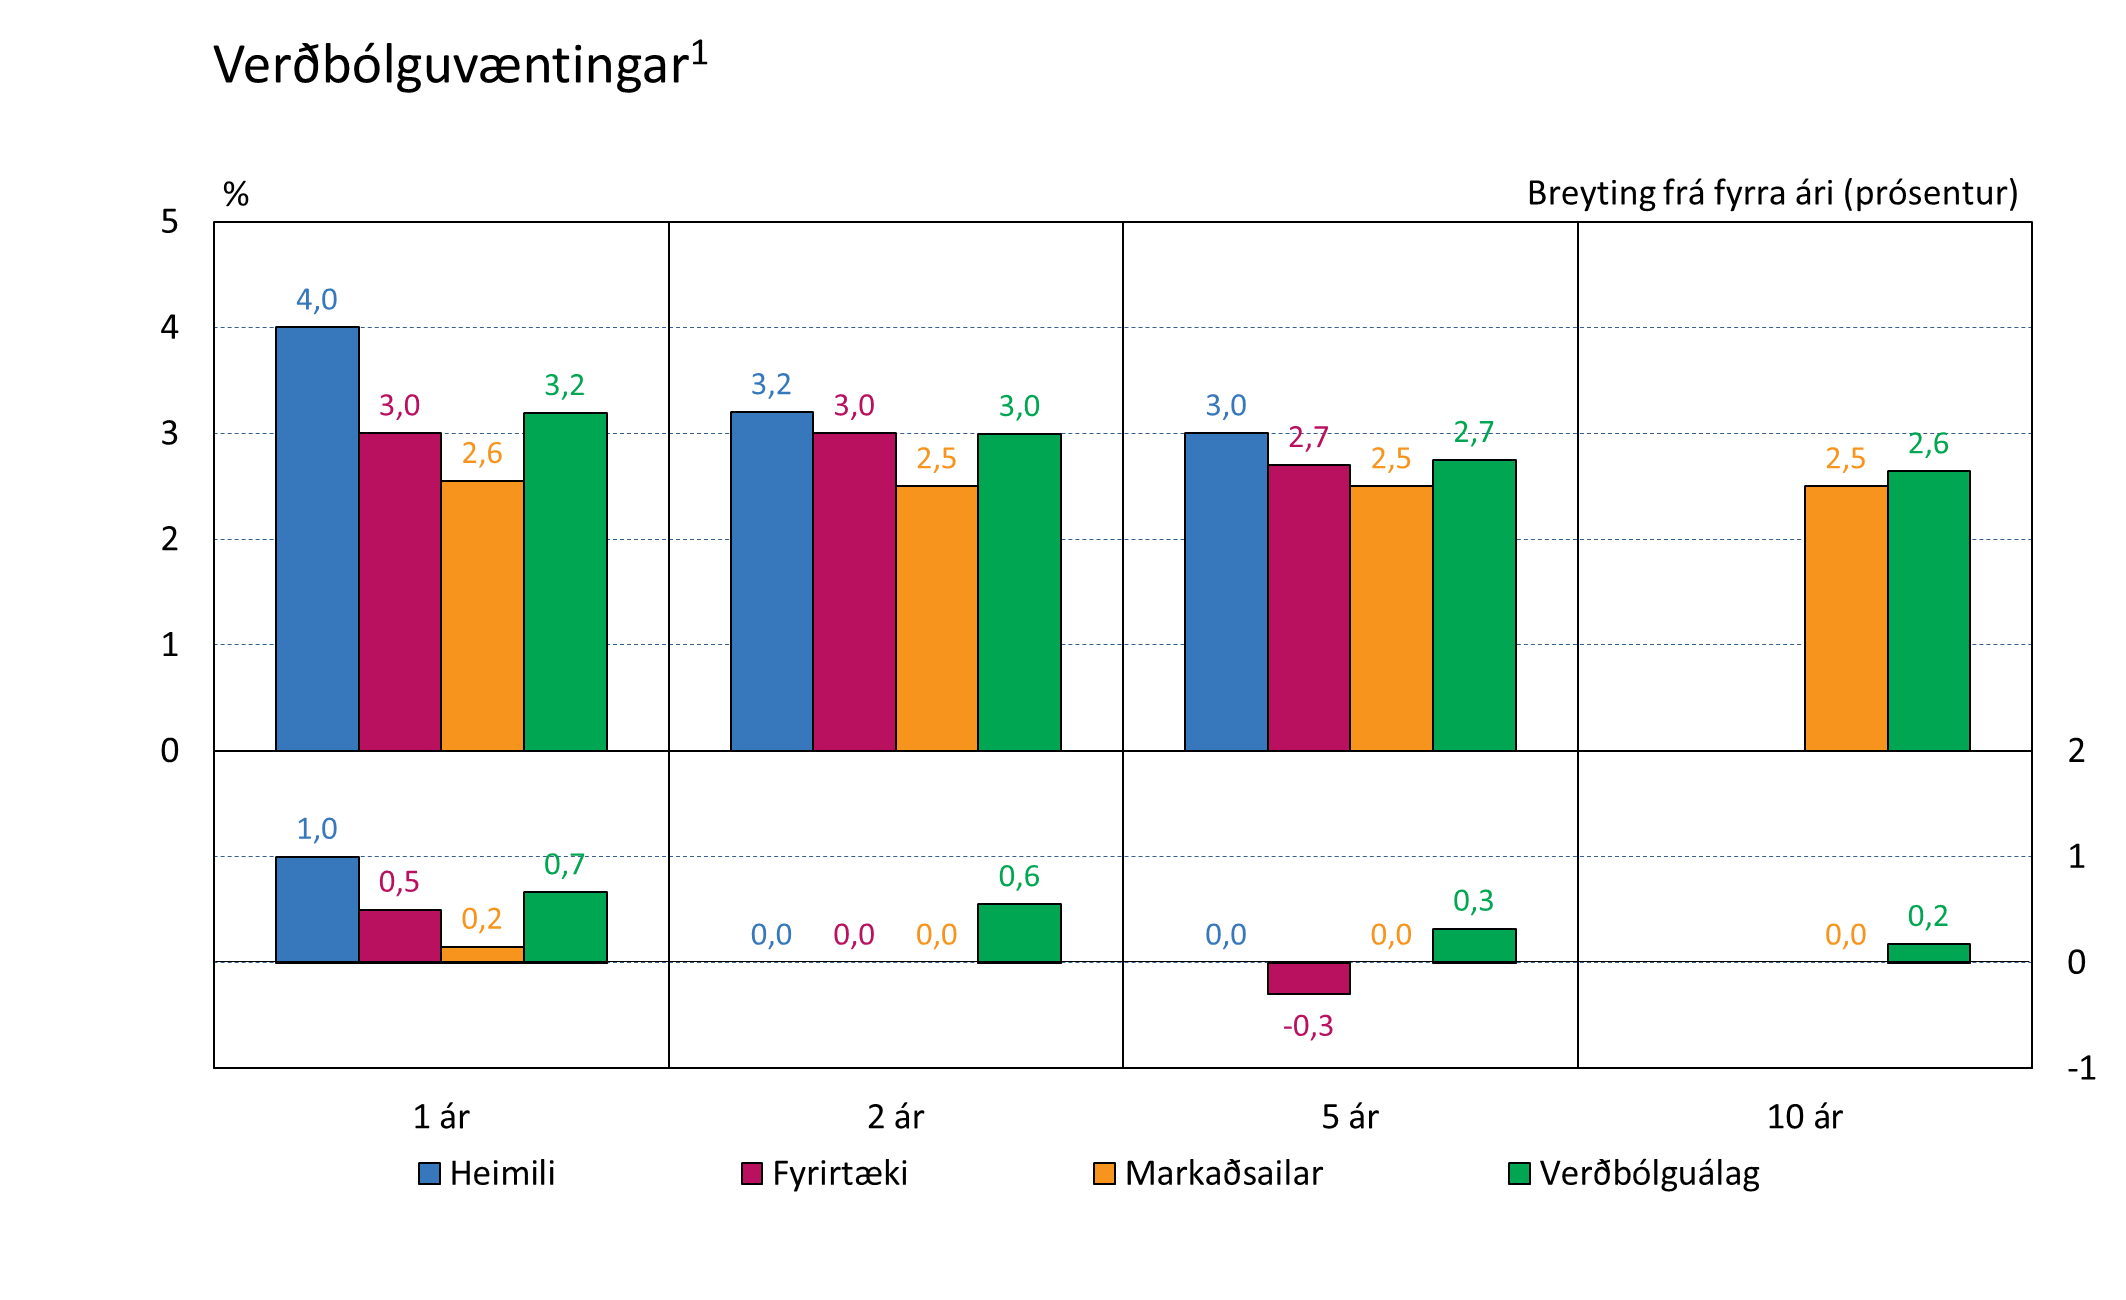 Verðbólguvæntingar¹
% Breyting frá fyrra ári (prósentur)
5
4,0
4
3,0 2,6 3,2 3,2 3,0 2,5 3,0 3,0 2,7 2,5 2,7 2,5 2,6
3
2
1
0 2
1,0 0,5 0,2 0,7 0,0 0,0 0,0 0,6 0,0 -0,3 0,0 0,3 0,0 0,2
1
0
-1
1 ár 2 ár 5 ár 10 ár
Heimili Fyrirtæki Markaðsailar Verðbólguálag